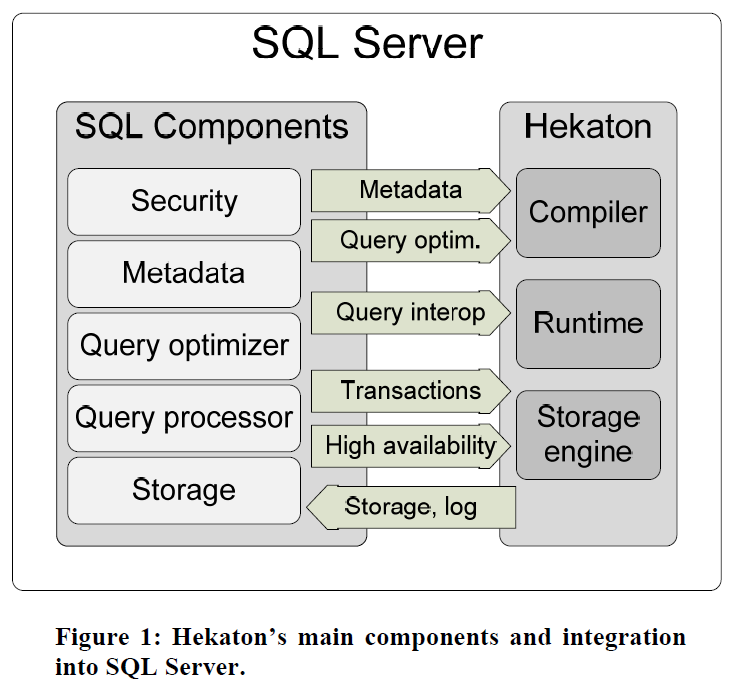 SQL Server
SQL Components
Security
Metadata
Query optimizer
Query processor
Storage
Metadata
Query optim.
Query interop
Transactions
High availability
Storage, log
Hekaton
Compiler
Runtime
Storage
engine
Figure 1: Hekaton's main components and integration
into SQL Server.